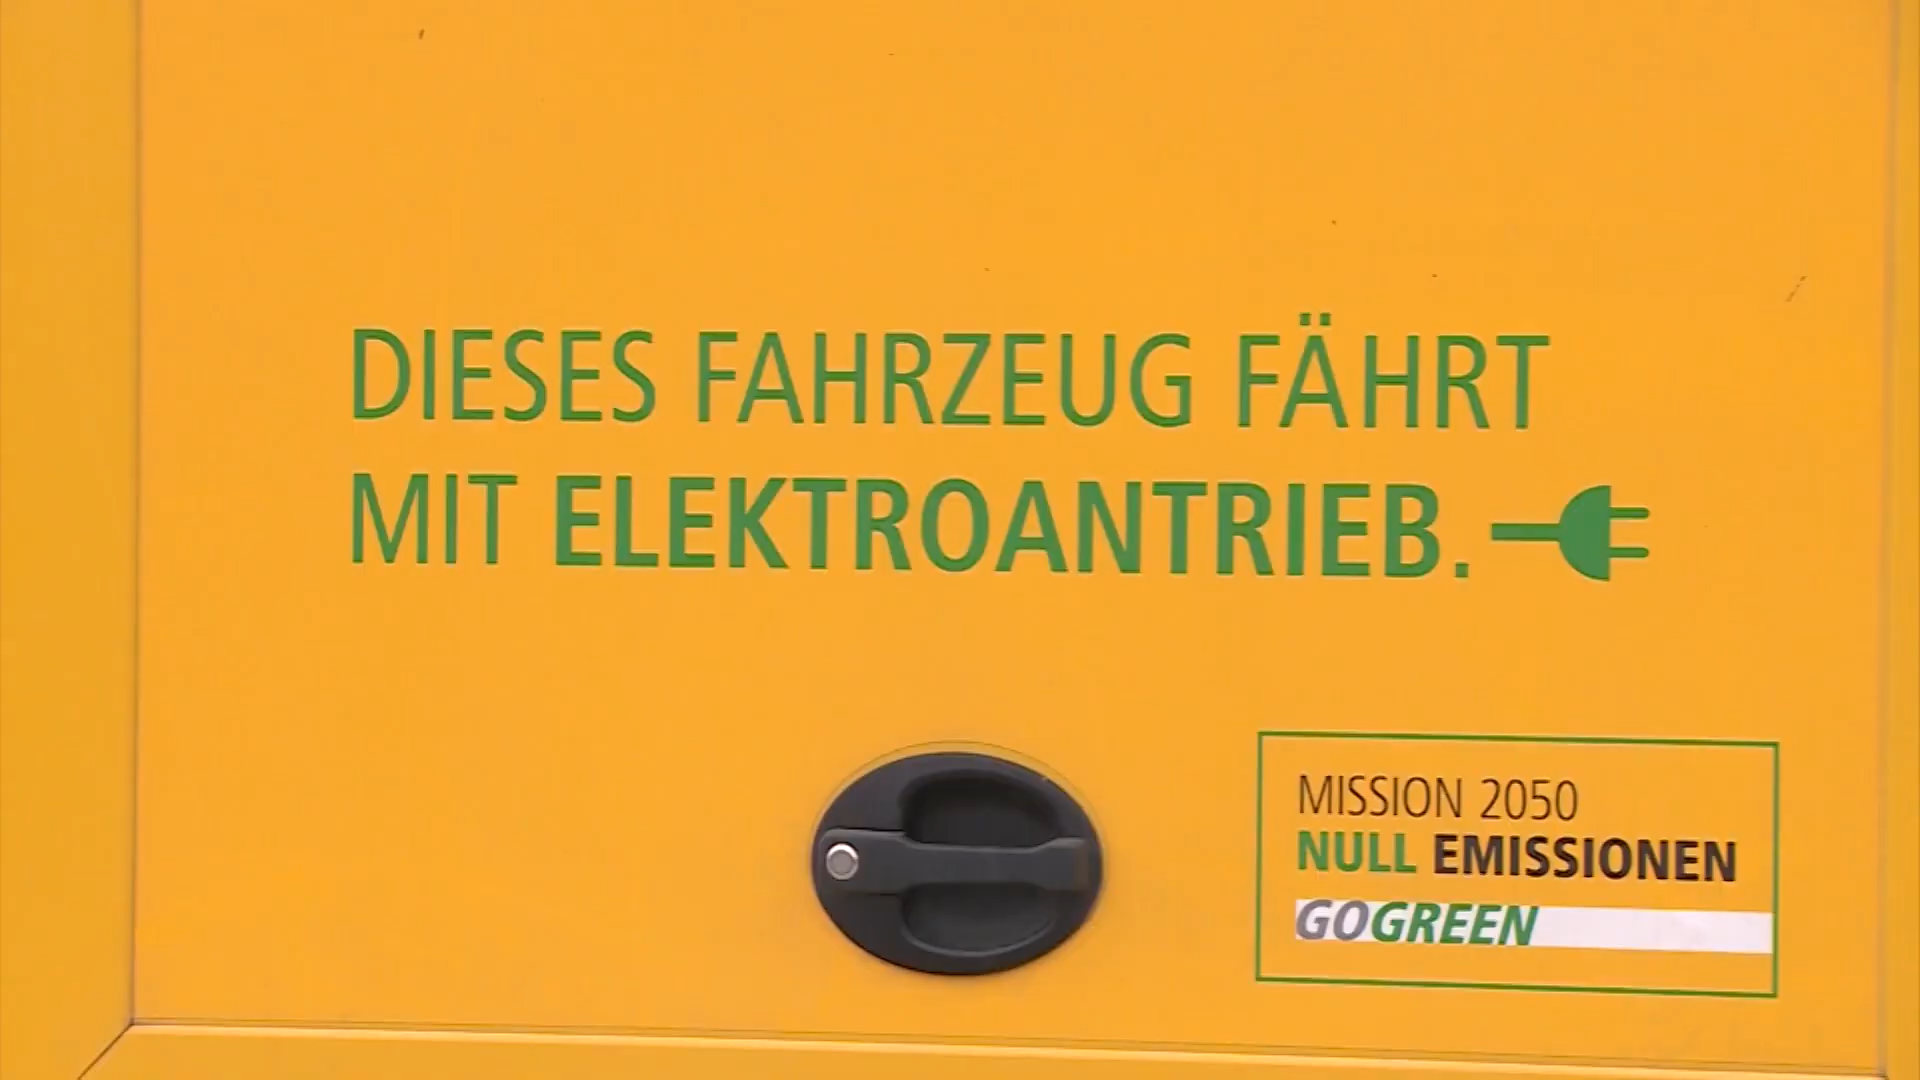 DIESES FAHRZEUG FÄHRT
MIT ELEKTROANTRIEB.
MISSION 2050
NULL EMISSIONEN
GOGREEN